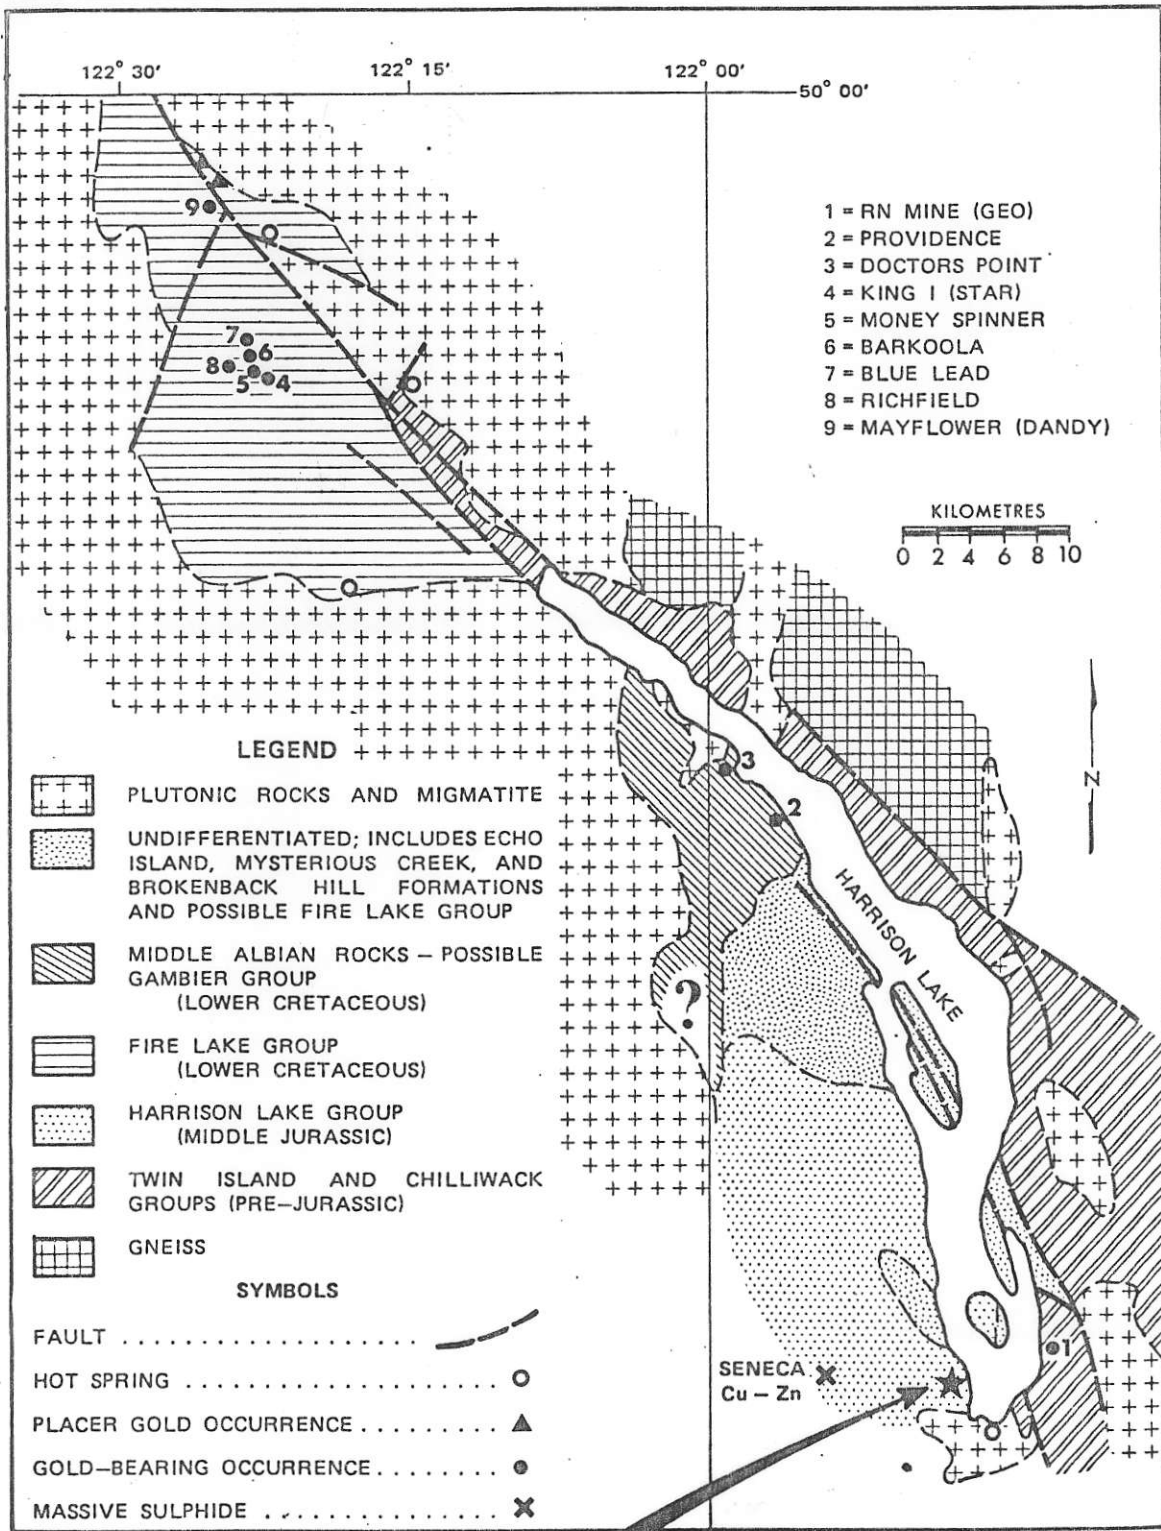 122° 30'
122° 15'
122° 00'
50° 00'
1 = RN MINE (GEO)
2 = PROVIDENCE
3 = DOCTORS POINT
4 = KING I (STAR)
5 = MONEY SPINNER
6 = BARKOOLA
7 = BLUE LEAD
8 = RICHFIELD
9 = MAYFLOWER (DANDY)
9
7
6
8
5
4
KILOMETRES
0 2 4 6 8 10
N
3
2
HARRISON LAKE
?
1
SENECA
Cu – Zn
LEGEND
PLUTONIC ROCKS AND MIGMATITE
UNDIFFERENTIATED; INCLUDES ECHO
ISLAND, MYSTERIOUS CREEK, AND
BROKENBACK HILL FORMATIONS
AND POSSIBLE FIRE LAKE GROUP
MIDDLE ALBIAN ROCKS – POSSIBLE
GAMBIER GROUP
(LOWER CRETACEOUS)
FIRE LAKE GROUP
(LOWER CRETACEOUS)
HARRISON LAKE GROUP
(MIDDLE JURASSIC)
TWIN ISLAND AND CHILLIWACK
GROUPS (PRE–JURASSIC)
GNEISS
SYMBOLS
FAULT . . . . . . . . . . . . . . . . . . . .
HOT SPRING . . . . . . . . . . . . . . . . . . . . . . .
PLACER GOLD OCCURRENCE . . . . . . . . . .
GOLD–BEARING OCCURRENCE . . . . . . . . .
MASSIVE SULPHIDE . . . . . . . . . . . . . . . .